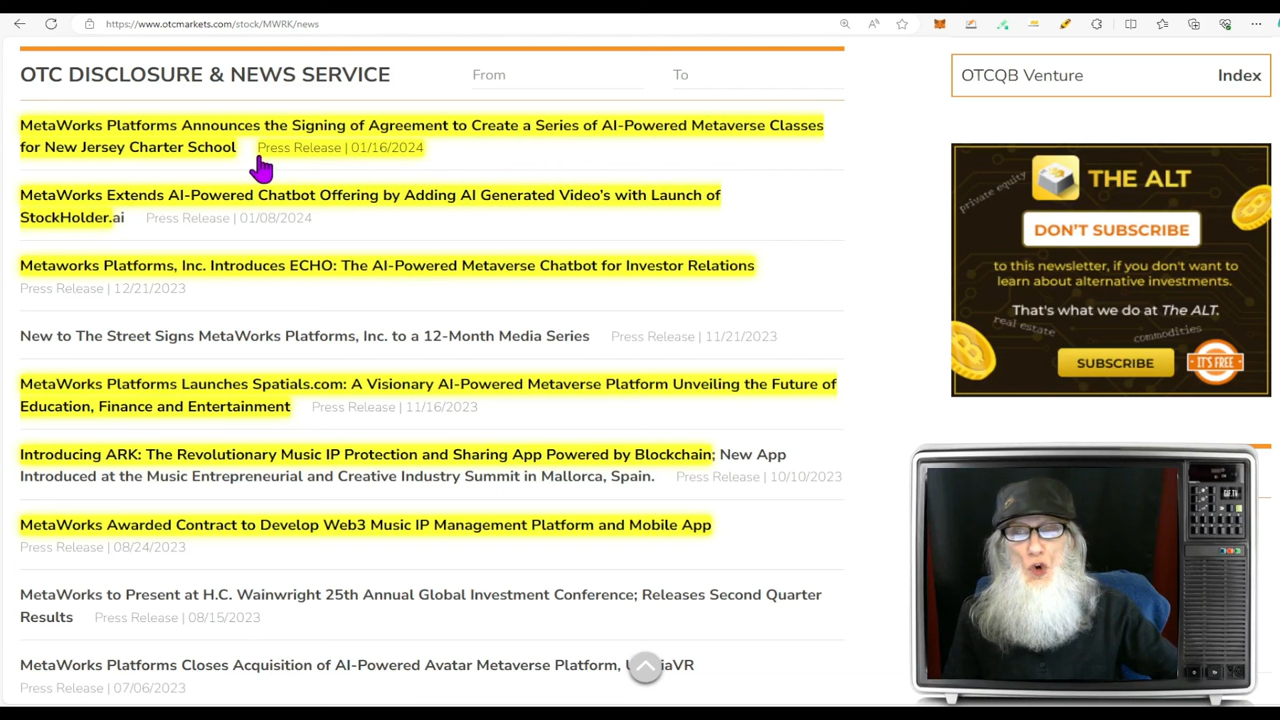 https://www.otcmarkets.com/stock/MWRK/news
OTC DISCLOSURE & NEWS SERVICE
From
To
MetaWorks Platforms Announces the Signing of Agreement to Create a Series of AI-Powered Metaverse Classes
for New Jersey Charter School Press Release | 01/16/2024
MetaWorks Extends AI-Powered Chatbot Offering by Adding AI Generated Video's with Launch of
StockHolder.ai Press Release | 01/08/2024
Metaworks Platforms, Inc. Introduces ECHO: The AI-Powered Metaverse Chatbot for Investor Relations
Press Release | 12/21/2023
New to The Street Signs MetaWorks Platforms, Inc. to a 12-Month Media Series Press Release | 11/21/2023
MetaWorks Platforms Launches Spatials.com: A Visionary AI-Powered Metaverse Platform Unveiling the Future of
Education, Finance and Entertainment Press Release | 11/16/2023
Introducing ARK: The Revolutionary Music IP Protection and Sharing App Powered by Blockchain; New App
Introduced at the Music Entrepreneurial and Creative Industry Summit in Mallorca, Spain. Press Release | 10/10/2023
MetaWorks Awarded Contract to Develop Web3 Music IP Management Platform and Mobile App
Press Release | 08/24/2023
MetaWorks to Present at H.C. Wainwright 25th Annual Global Investment Conference; Releases Second Quarter
Results Press Release | 08/15/2023
MetaWorks Platforms Closes Acquisition of AI-Powered Avatar Metaverse Platform,
Press Release | 07/06/2023
OTCQB Venture Index
private equity
THE ALT
DON'T SUBSCRIBE
to this newsletter, if you don't want to
learn about alternative investments.
That's what we do at The ALT.
real estate
commodities
SUBSCRIBE
IT'S FREE
GIF.TV